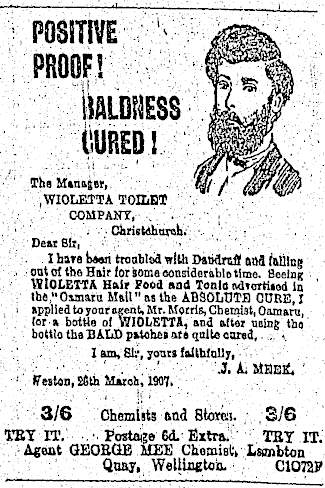 POSITIVE
PROOF!
BALDNESS
CURED!
The Manager,
WIOLETTA TOILET
COMPANY,
Christchurch.
Dear Sir,
I have been troubled with Dandruff and falling
out of the Hair for some considerable time. Seeing
WIOLETTA Hair Food and Tonic advertised in
the "Oamaru Mail" as the ABSOLUTE CURE, I
applied to your agent, Mr. Morris, Chemist, Oamaru,
for a bottle of WIOLETTA, and after using the
bottle the BALD patches are quite cured.
I am, Sir, yours faithfully,
J. A. MEEK.
Weston, 26th March, 1907.
3/6 Chemists and Stores. 3/6
TRY IT. Postage 6d. Extra. TRY IT.
Agent GEORGE MEE Chemist, Lambton
Quay, Wellington. C1072F